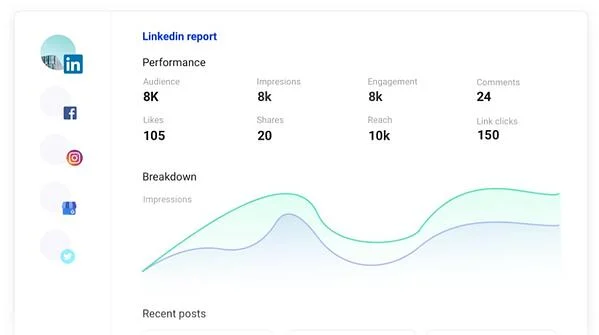 Linkedin report
Performance
Audience Impresions Engagement Comments
8K 8k 8k 24
Likes Shares Reach Link clicks
105 20 10k 150
Breakdown
Impressions
Recent posts
in
f